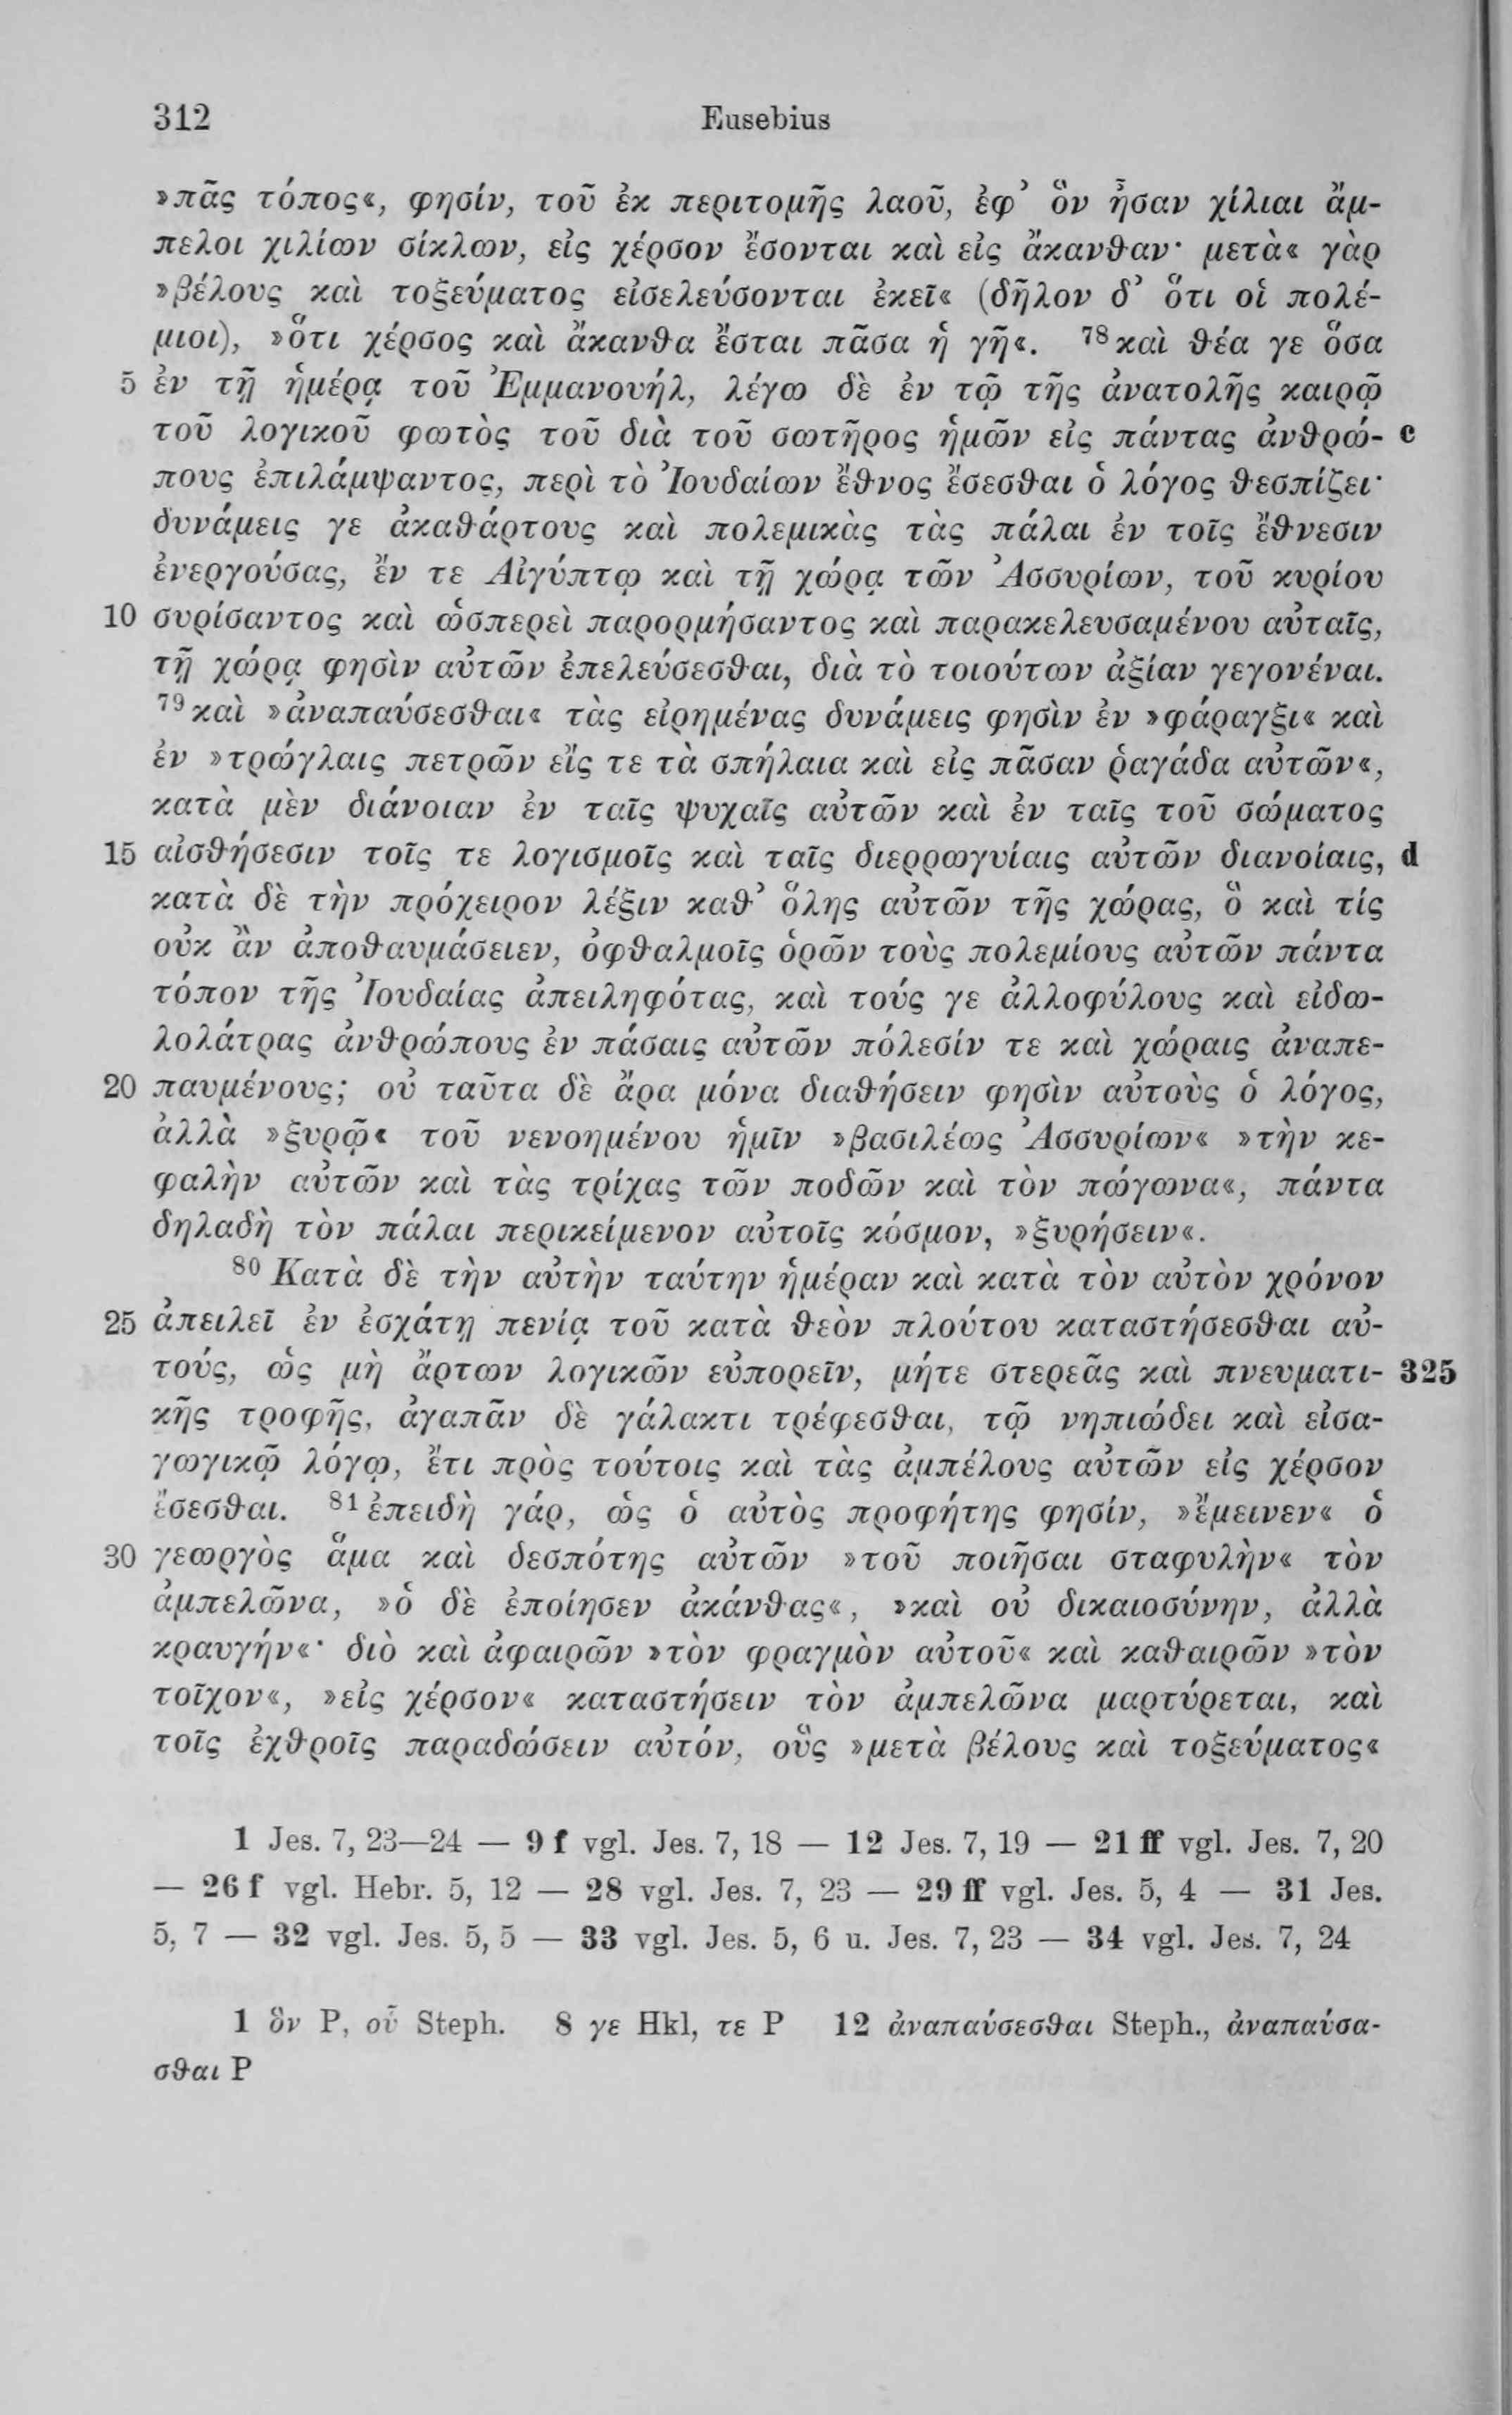 312 Eusebius
»πᾶς τόπος«, φησίν, τοῦ ἐκ περιτομῆς λαοῦ, ἐφ' ὃν ἦσαν χίλιαι ἄμ-
πελοι χιλίων σίκλων, εἰς χέρσον ἔσονται καὶ εἰς ἄκανθαν· μετὰ« γὰρ
»βέλους καὶ τοξεύματος εἰσελεύσονται ἐκεῖ« (δῆλον δ' ὅτι οἱ πολέ-
μιοι), »ὅτι χέρσος καὶ ἄκανθα ἔσται πᾶσα ἡ γῆ«. 78 καὶ θέα γε ὅσα
5 ἐν τῇ ἡμέρᾳ τοῦ Ἐμμανουήλ, λέγω δὲ ἐν τῷ τῆς ἀνατολῆς καιρῷ
τοῦ λογικοῦ φωτὸς τοῦ διὰ τοῦ σωτῆρος ἡμῶν εἰς πάντας ἀνθρώ- c
πους ἐπιλάμψαντος, περὶ τὸ Ἰουδαίων ἔθνος ἔσεσθαι ὁ λόγος θεσπίζει·
δυνάμεις γε ἀκαθάρτους καὶ πολεμικὰς τὰς πάλαι ἐν τοῖς ἔθνεσιν
ἐνεργούσας, ἔν τε Αἰγύπτῳ καὶ τῇ χώρᾳ τῶν Ἀσσυρίων, τοῦ κυρίου
10 συρίσαντος καὶ ὡσπερεὶ παρορμήσαντος καὶ παρακελευσαμένου αὐταῖς,
τῇ χώρᾳ φησὶν αὐτῶν ἐπελεύσεσθαι, διὰ τὸ τοιούτων ἀξίαν γεγονέναι.
79 καὶ »ἀναπαύσεσθαι« τὰς εἰρημένας δυνάμεις φησὶν ἐν »φάραγξι« καὶ
ἐν »τρώγλαις πετρῶν εἴς τε τὰ σπήλαια καὶ εἰς πᾶσαν ῥαγάδα αὐτῶν«,
κατὰ μὲν διάνοιαν ἐν ταῖς ψυχαῖς αὐτῶν καὶ ἐν ταῖς τοῦ σώματος
15 αἰσθήσεσιν τοῖς τε λογισμοῖς καὶ ταῖς διερρωγυίαις αὐτῶν διανοίαις, d
κατὰ δὲ τὴν πρόχειρον λέξιν καθ' ὅλης αὐτῶν τῆς χώρας, ὃ καὶ τίς
οὐκ ἂν ἀποθαυμάσειεν, ὀφθαλμοῖς ὁρῶν τοὺς πολεμίους αὐτῶν πάντα
τόπον τῆς Ἰουδαίας ἀπειληφότας, καὶ τούς γε ἀλλοφύλους καὶ εἰδω-
λολάτρας ἀνθρώπους ἐν πάσαις αὐτῶν πόλεσίν τε καὶ χώραις ἀναπε-
20 παυμένους; οὐ ταῦτα δὲ ἄρα μόνα διαθήσειν φησὶν αὐτοὺς ὁ λόγος,
ἀλλὰ »ξυρῷ« τοῦ νενοημένου ἡμῖν »βασιλέως Ἀσσυρίων« »τὴν κε-
φαλὴν αὐτῶν καὶ τὰς τρίχας τῶν ποδῶν καὶ τὸν πώγωνα«, πάντα
δηλαδὴ τὸν πάλαι περικείμενον αὐτοῖς κόσμον, »ξυρήσειν«.
80 Κατὰ δὲ τὴν αὐτὴν ταύτην ἡμέραν καὶ κατὰ τὸν αὐτὸν χρόνον
25 ἀπειλεῖ ἐν ἐσχάτῃ πενίᾳ τοῦ κατὰ θεὸν πλούτου καταστήσεσθαι αὐ-
τούς, ὡς μὴ ἄρτων λογικῶν εὐπορεῖν, μήτε στερεᾶς καὶ πνευματι- 325
κῆς τροφῆς, ἀγαπᾶν δὲ γάλακτι τρέφεσθαι, τῷ νηπιώδει καὶ εἰσα-
γωγικῷ λόγῳ, ἔτι πρὸς τούτοις καὶ τὰς ἀμπέλους αὐτῶν εἰς χέρσον
ἔσεσθαι. 81 ἐπειδὴ γάρ, ὡς ὁ αὐτὸς προφήτης φησίν, »ἔμεινεν« ὁ
30 γεωργὸς ἅμα καὶ δεσπότης αὐτῶν »τοῦ ποιῆσαι σταφυλὴν« τὸν
ἀμπελῶνα, »ὁ δὲ ἐποίησεν ἀκάνθας«, »καὶ οὐ δικαιοσύνην, ἀλλὰ
κραυγήν«· διὸ καὶ ἀφαιρῶν »τὸν φραγμὸν αὐτοῦ« καὶ καθαιρῶν »τὸν
τοῖχον«, »εἰς χέρσον« καταστήσειν τὸν ἀμπελῶνα μαρτύρεται, καὶ
τοῖς ἐχθροῖς παραδώσειν αὐτόν, οὓς »μετὰ βέλους καὶ τοξεύματος«
1 Jes. 7, 23—24 — 9 f vgl. Jes. 7, 18 — 12 Jes. 7, 19 — 21 ff vgl. Jes. 7, 20
— 26 f vgl. Hebr. 5, 12 — 28 vgl. Jes. 7, 23 — 29 ff vgl. Jes. 5, 4 — 31 Jes.
5, 7 — 32 vgl. Jes. 5, 5 — 33 vgl. Jes. 5, 6 u. Jes. 7, 23 — 34 vgl. Jes. 7, 24
1 ὃν P, οὗ Steph. 8 γε Hkl, τε P 12 ἀναπαύσεσθαι Steph., ἀναπαύσα-
σθαι P